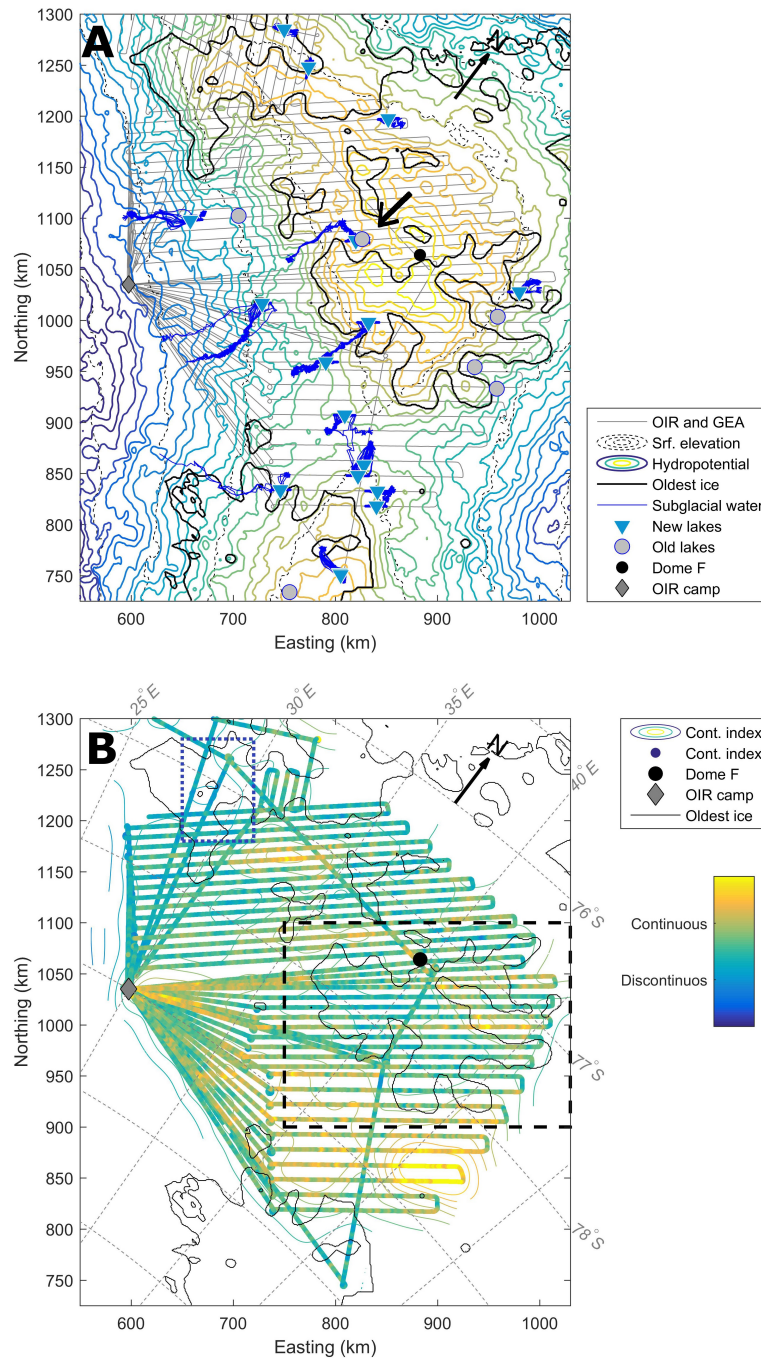 A
N
1300
1250
1200
1150
1100
1050
1000
950
900
850
800
750
Northing (km)
600 700 800 900 1000
Easting (km)
OIR and GEA
Srf. elevation
Hydropotential
Oldest ice
Subglacial water
New lakes
Old lakes
Dome F
OIR camp
25°E 30°E 35°E
B
N
40°E
76°S
77°S
78°S
1300
1250
1200
1150
1100
1050
1000
950
900
850
800
750
Northing (km)
600 700 800 900 1000
Easting (km)
Cont. index
Cont. index
Dome F
OIR camp
Oldest ice
Continuous
Discontinuos